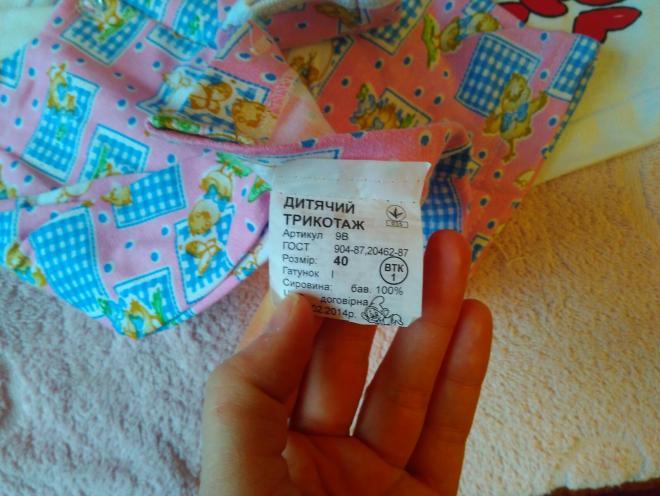 ДИТЯЧИЙ
ТРИКОТАЖ
Артикул 9В
ГОСТ 904-87,20462-87
Розмір: 40
Гатунок I
ВТК
1
Сировина: бав. 100%
договірна
02.2014р.